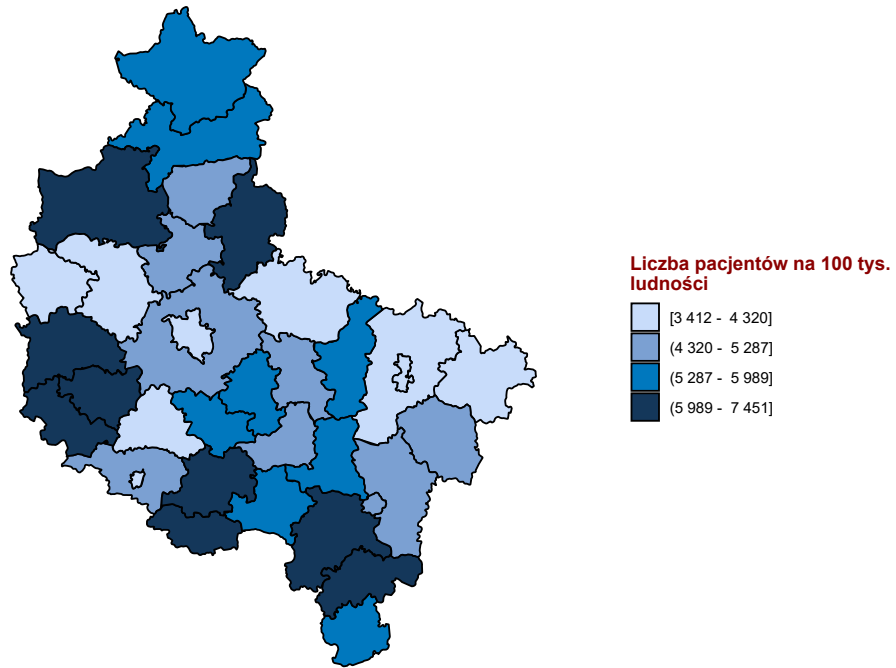 Liczba pacjentów na 100 tys.
ludności
[3 412 - 4 320]
(4 320 - 5 287]
(5 287 - 5 989]
(5 989 - 7 451]